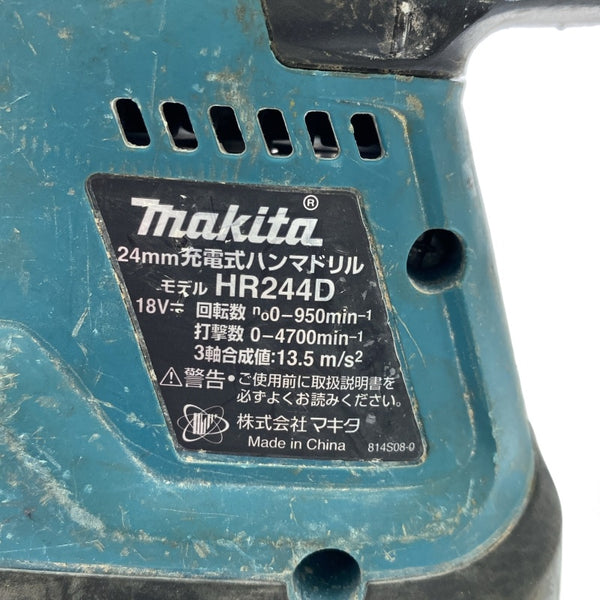 makita®
24mm充電式ハンマドリル
モデル HR244D
18V⎓ 回転数 n₀0−950min⁻¹
打撃数 0−4700min⁻¹
3軸合成値:13.5 m/s²
⚠警告・ご使用前に取扱説明書を
必ずよくお読みください。
株式会社 マキタ
Made in China 814S08-0